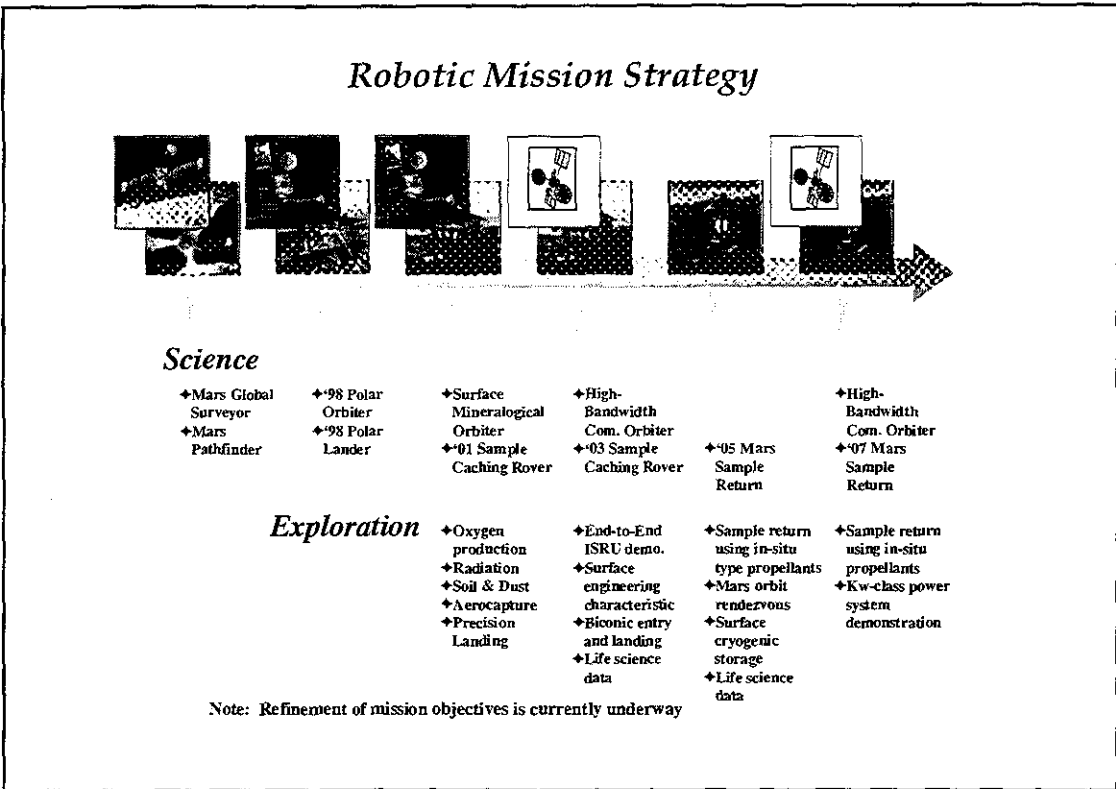 Robotic Mission Strategy
Science
✦Mars Global
Surveyor
✦Mars
Pathfinder
✦'98 Polar
Orbiter
✦'98 Polar
Lander
✦Surface
Mineralogical
Orbiter
✦'01 Sample
Caching Rover
✦High-
Bandwidth
Com. Orbiter
✦'03 Sample
Caching Rover
✦'05 Mars
Sample
Return
✦High-
Bandwidth
Com. Orbiter
✦'07 Mars
Sample
Return
Exploration
✦Oxygen
production
✦Radiation
✦Soil & Dust
✦Aerocapture
✦Precision
Landing
✦End-to-End
ISRU demo.
✦Surface
engineering
characteristic
✦Biconic entry
and landing
✦Life science
data
✦Sample return
using in-situ
type propellants
✦Mars orbit
rendezvous
✦Surface
cryogenic
storage
✦Life science
data
✦Sample return
using in-situ
propellants
✦Kw-class power
system
demonstration
Note: Refinement of mission objectives is currently underway